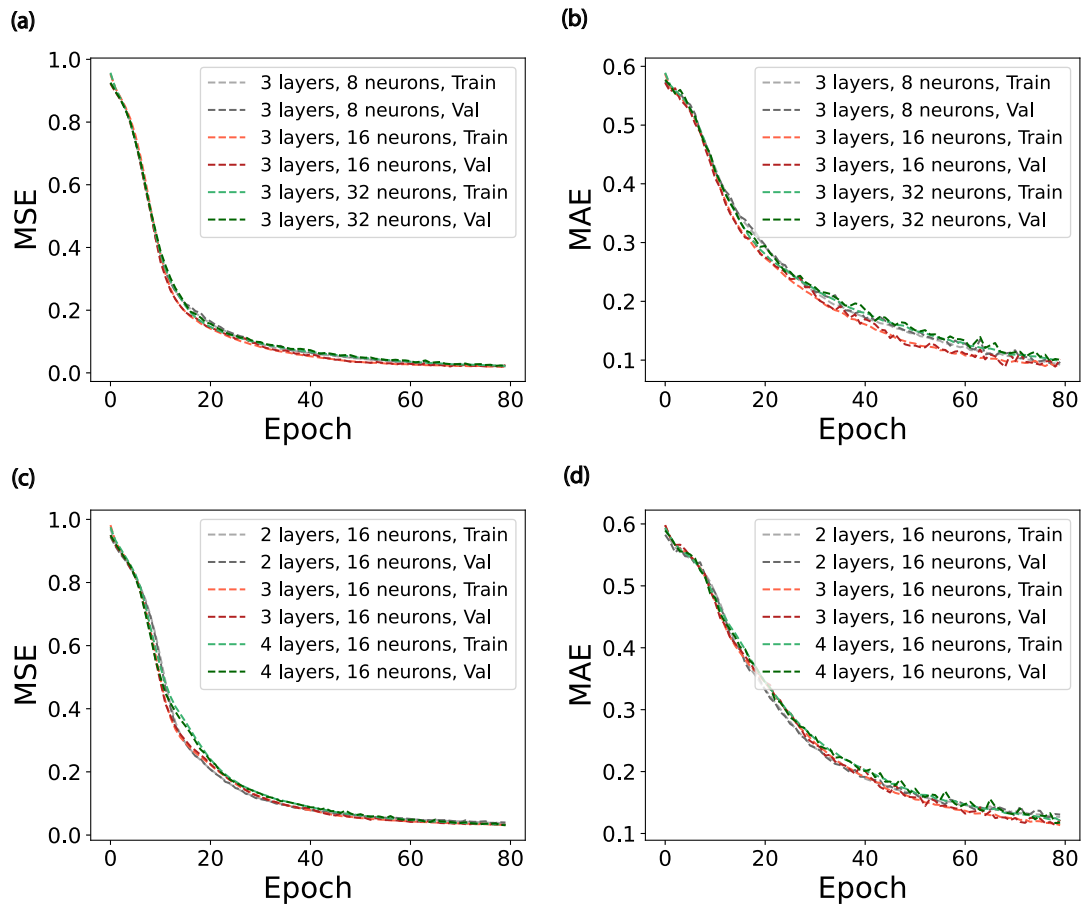 (a)
MSE
1.0
0.8
0.6
0.4
0.2
0.0
3 layers, 8 neurons, Train
3 layers, 8 neurons, Val
3 layers, 16 neurons, Train
3 layers, 16 neurons, Val
3 layers, 32 neurons, Train
3 layers, 32 neurons, Val
0 20 40 60 80
Epoch
(b)
MAE
0.6
0.5
0.4
0.3
0.2
0.1
3 layers, 8 neurons, Train
3 layers, 8 neurons, Val
3 layers, 16 neurons, Train
3 layers, 16 neurons, Val
3 layers, 32 neurons, Train
3 layers, 32 neurons, Val
0 20 40 60 80
Epoch
(c)
MSE
1.0
0.8
0.6
0.4
0.2
0.0
2 layers, 16 neurons, Train
2 layers, 16 neurons, Val
3 layers, 16 neurons, Train
3 layers, 16 neurons, Val
4 layers, 16 neurons, Train
4 layers, 16 neurons, Val
0 20 40 60 80
Epoch
(d)
MAE
0.6
0.5
0.4
0.3
0.2
0.1
2 layers, 16 neurons, Train
2 layers, 16 neurons, Val
3 layers, 16 neurons, Train
3 layers, 16 neurons, Val
4 layers, 16 neurons, Train
4 layers, 16 neurons, Val
0 20 40 60 80
Epoch